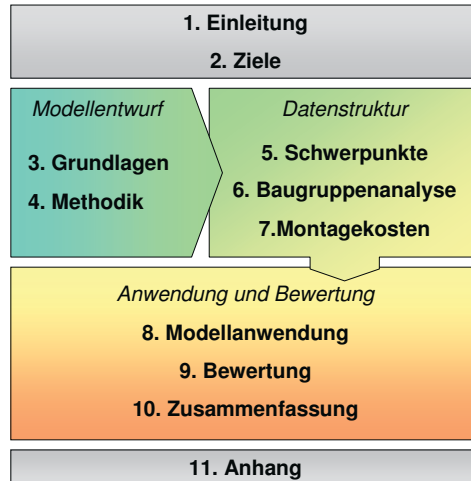 1. Einleitung
2. Ziele
Modellentwurf
3. Grundlagen
4. Methodik
Datenstruktur
5. Schwerpunkte
6. Baugruppenanalyse
7.Montagekosten
Anwendung und Bewertung
8. Modellanwendung
9. Bewertung
10. Zusammenfassung
11. Anhang